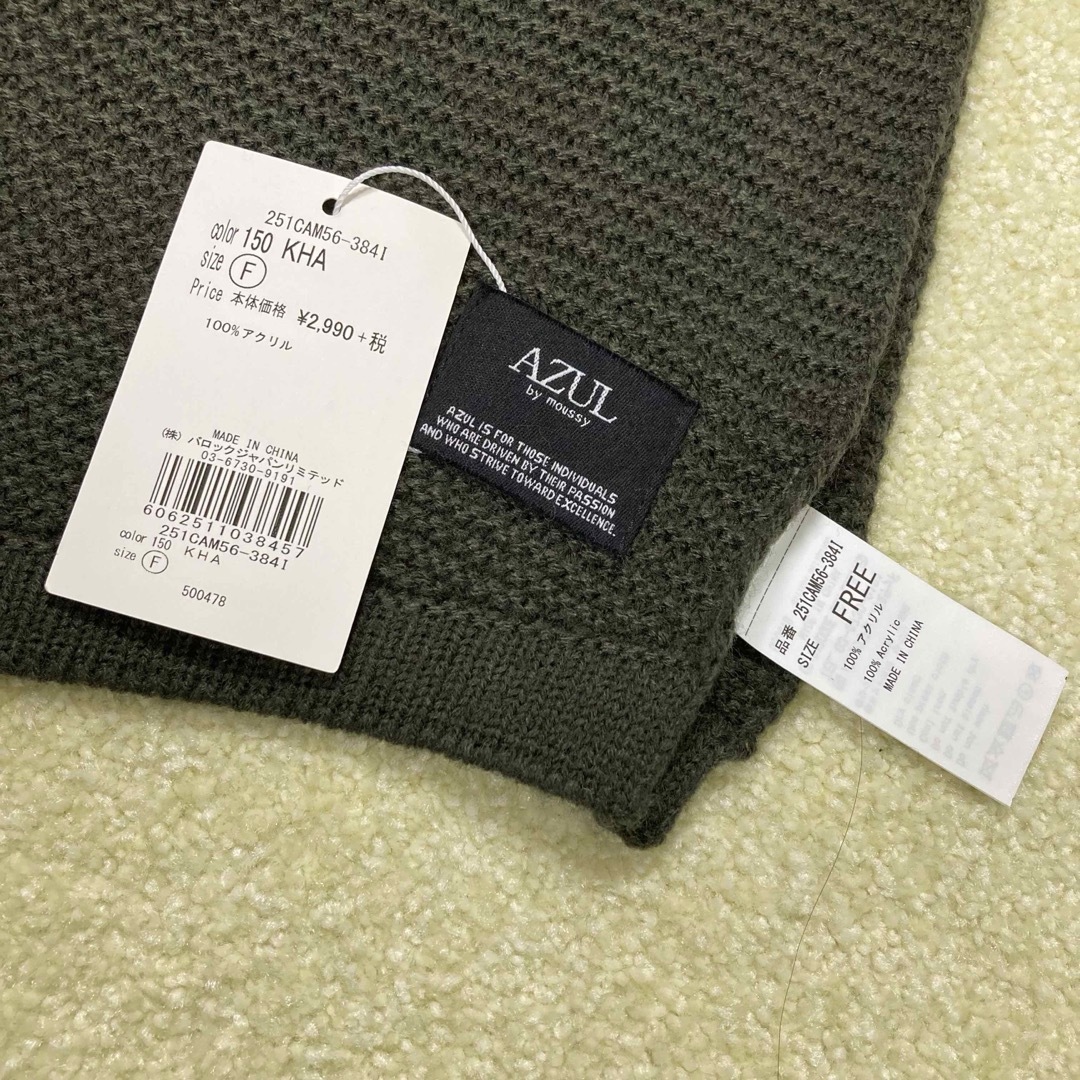 251CAM56-384I
color 150 KHA
size F
Price 本体価格 ¥2,990+税
100%アクリル
MADE IN CHINA
(株)バロックジャパンリミテッド
03-6730-9191
6062511038457
251CAM56-384I
color 150 KHA
size F
500478
AZUL
by moussy
AZUL IS FOR THOSE INDIVIDUALS
WHO ARE DRIVEN BY THEIR PASSION
AND WHO STRIVE TOWARD EXCELLENCE.
品番 251CAM56-384I
SIZE FREE
100% アクリル
100% Acrylic
MADE IN CHINA